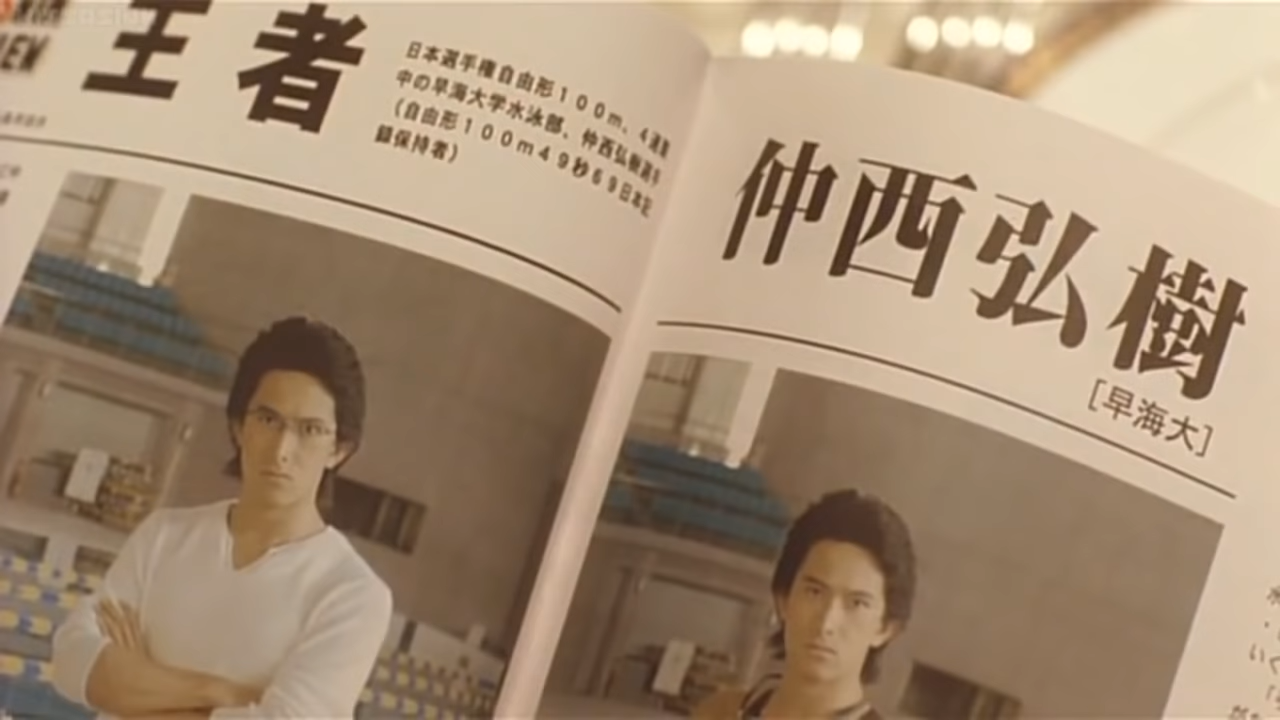 王者
日本選手権自由形100m、4連覇
中の早海大学水泳部、仲西弘樹選手
(自由形100m49秒69日本記
録保持者)
仲西弘樹
[早海大]